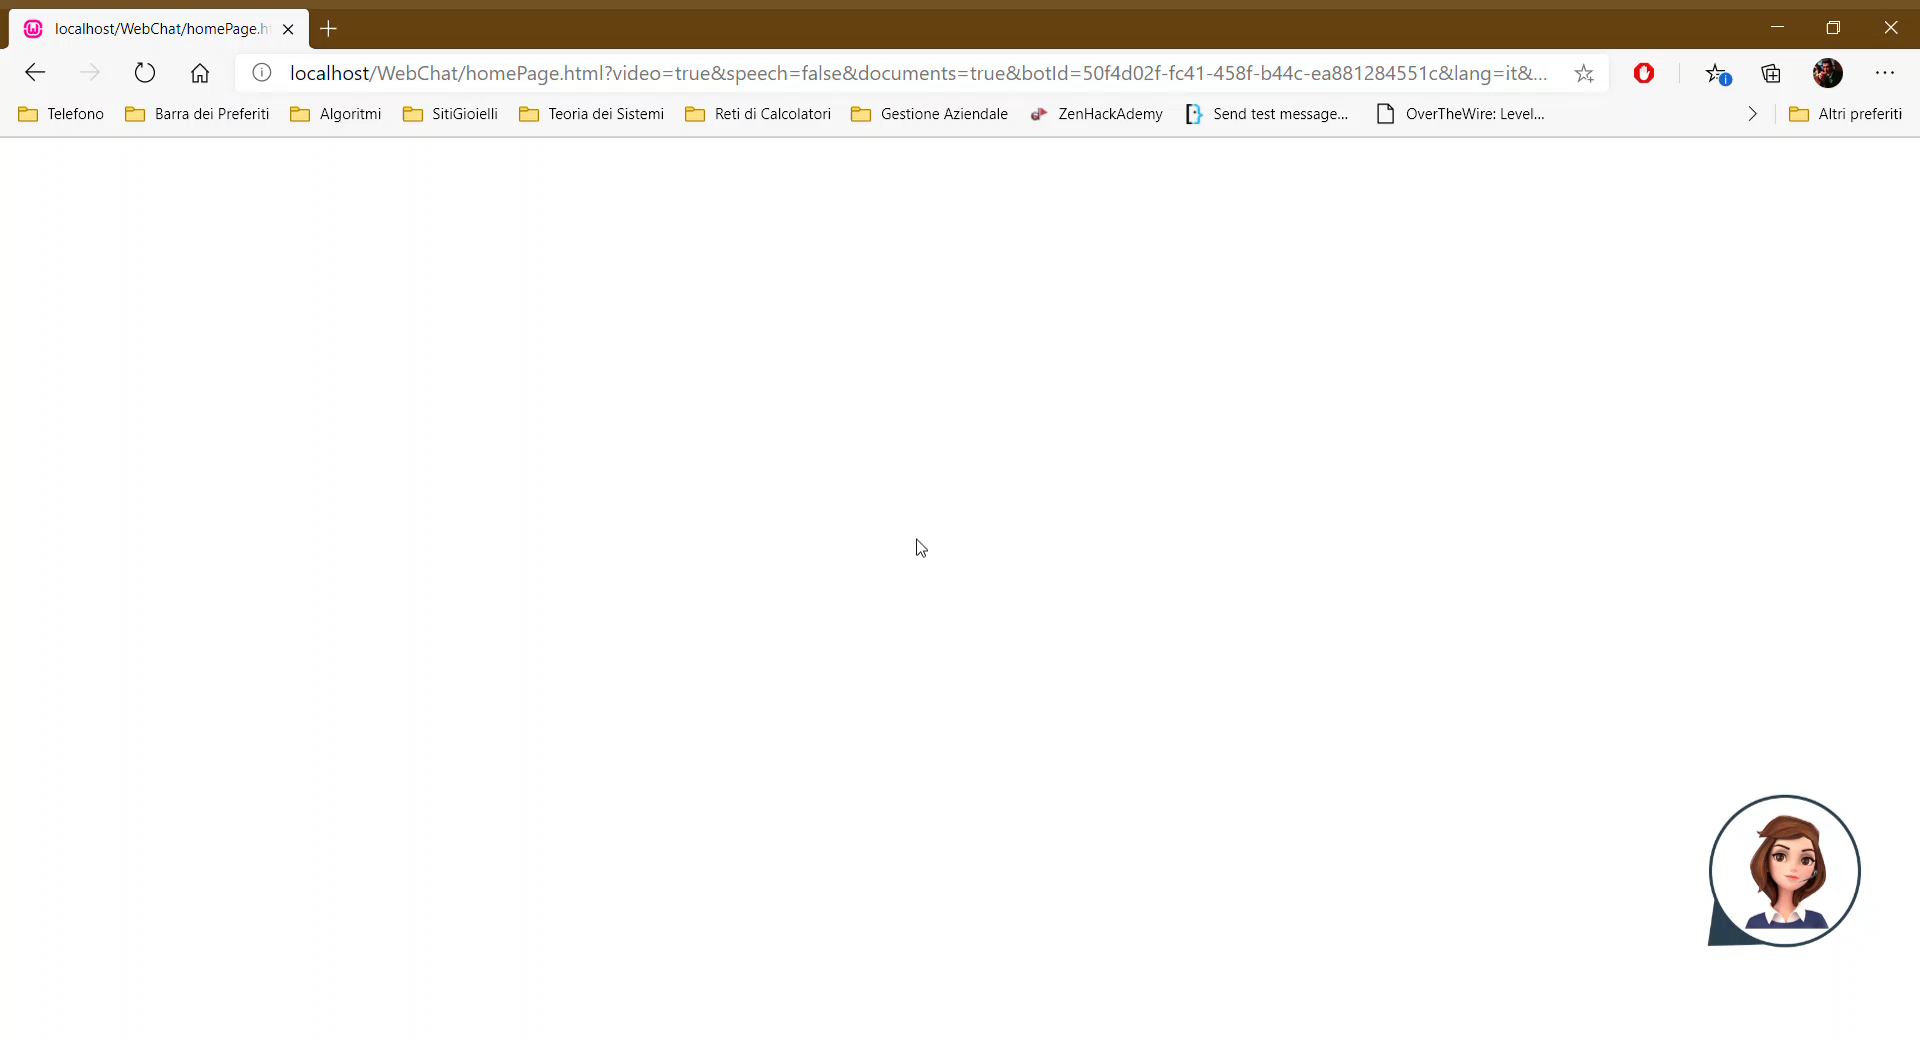 localhost/WebChat/homePage.h
localhost/WebChat/homePage.html?video=true&speech=false&documents=true&botId=50f4d02f-fc41-458f-b44c-ea881284551c&lang=it&...
Telefono Barra dei Preferiti Algoritmi SitiGioielli Teoria dei Sistemi Reti di Calcolatori Gestione Aziendale ZenHackAdemy Send test message... OverTheWire: Level... Altri preferiti